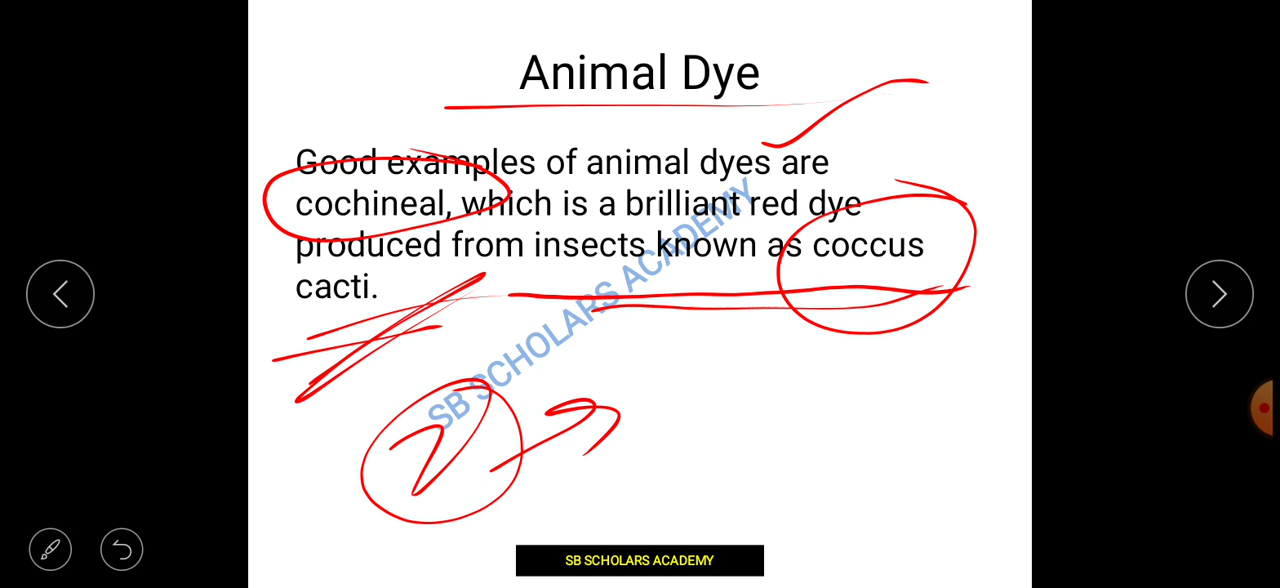 Animal Dye
Good examples of animal dyes are
cochineal, which is a brilliant red dye
produced from insects known as coccus
cacti.
SB SCHOLARS ACADEMY
SB SCHOLARS ACADEMY